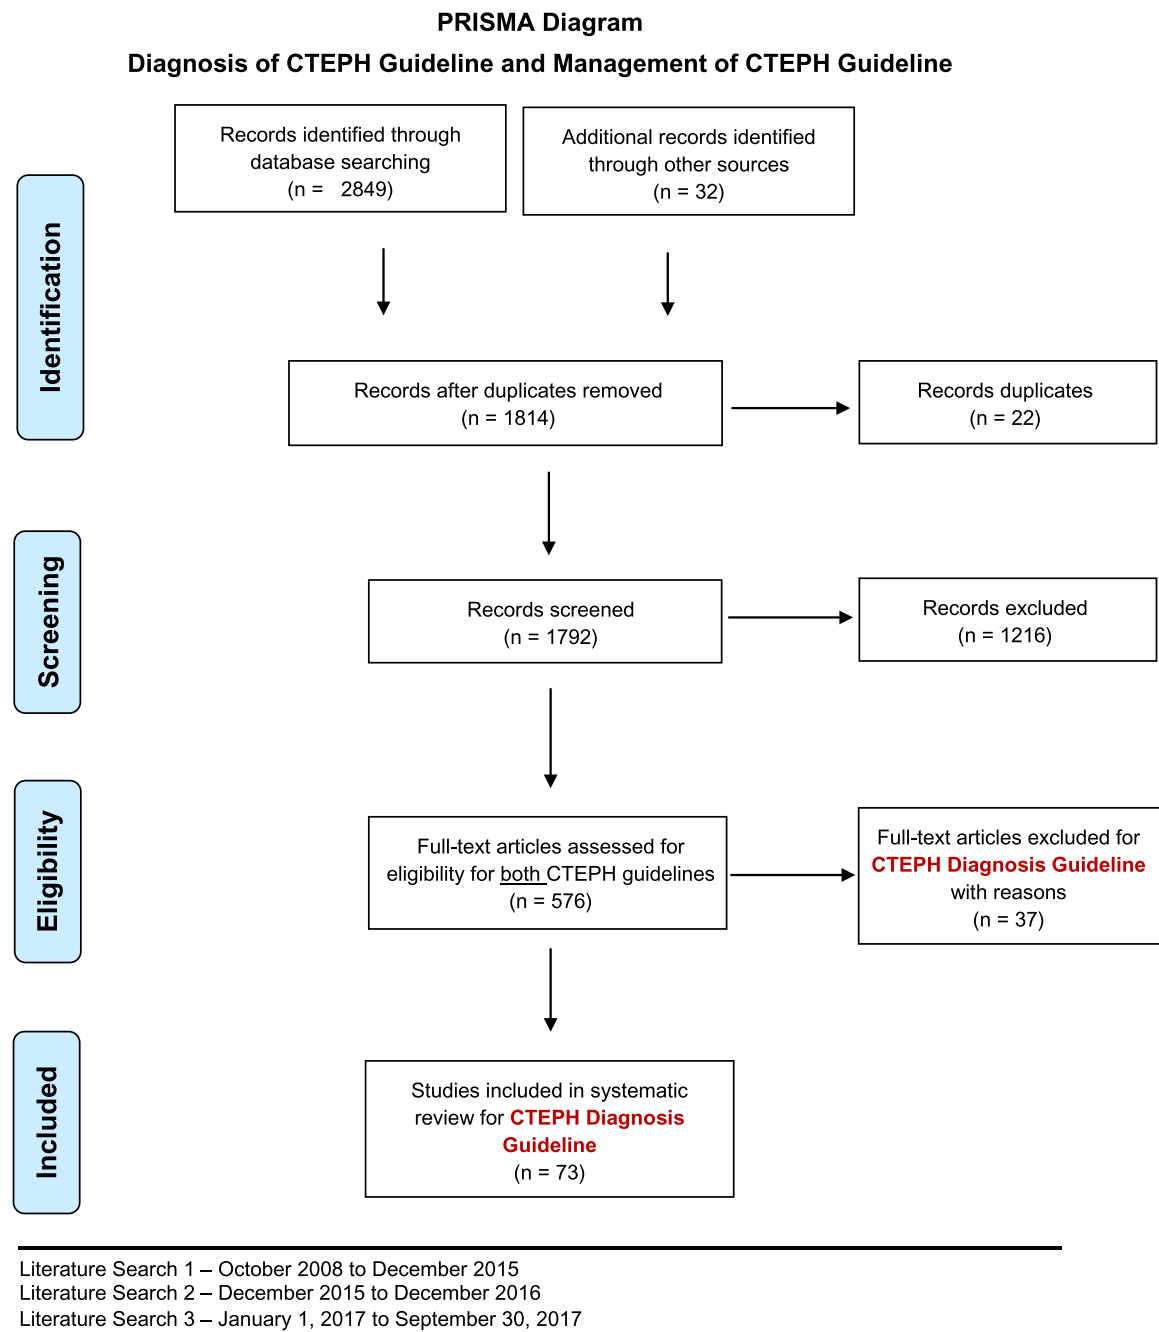 PRISMA Diagram
Diagnosis of CTEPH Guideline and Management of CTEPH Guideline
Records identified through
database searching
(n = 2849)
Additional records identified
through other sources
(n = 32)
Identification
Records after duplicates removed
(n = 1814)
Records duplicates
(n = 22)
Screening
Records screened
(n = 1792)
Records excluded
(n = 1216)
Eligibility
Full-text articles assessed for
eligibility for both CTEPH guidelines
(n = 576)
Full-text articles excluded for
CTEPH Diagnosis Guideline
with reasons
(n = 37)
Included
Studies included in systematic
review for CTEPH Diagnosis
Guideline
(n = 73)
Literature Search 1 – October 2008 to December 2015
Literature Search 2 – December 2015 to December 2016
Literature Search 3 – January 1, 2017 to September 30, 2017